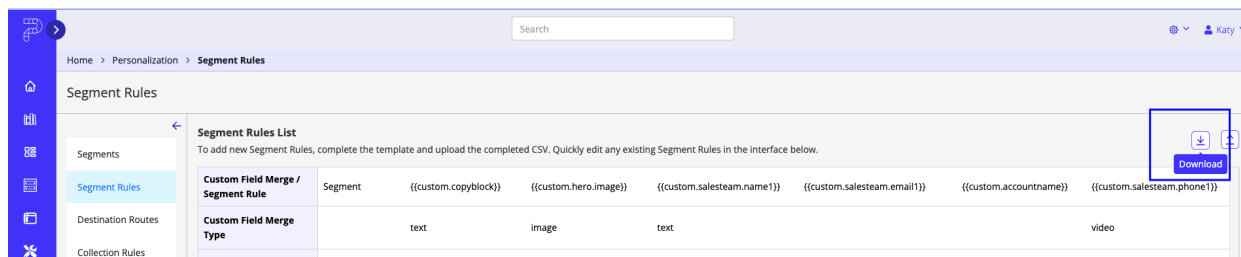 Search
Katy
Home > Personalization > Segment Rules
Segment Rules
Segments
Segment Rules
Destination Routes
Collection Rules
Segment Rules List
To add new Segment Rules, complete the template and upload the completed CSV. Quickly edit any existing Segment Rules in the interface below.
Download
Custom Field Merge / Segment Rule Segment {{custom.copyblock}} {{custom.hero.image}} {{custom.salesteam.name1}} {{custom.salesteam.email1}} {{custom.accountname}} {{custom.salesteam.phone1}}
Custom Field Merge Type text image text video